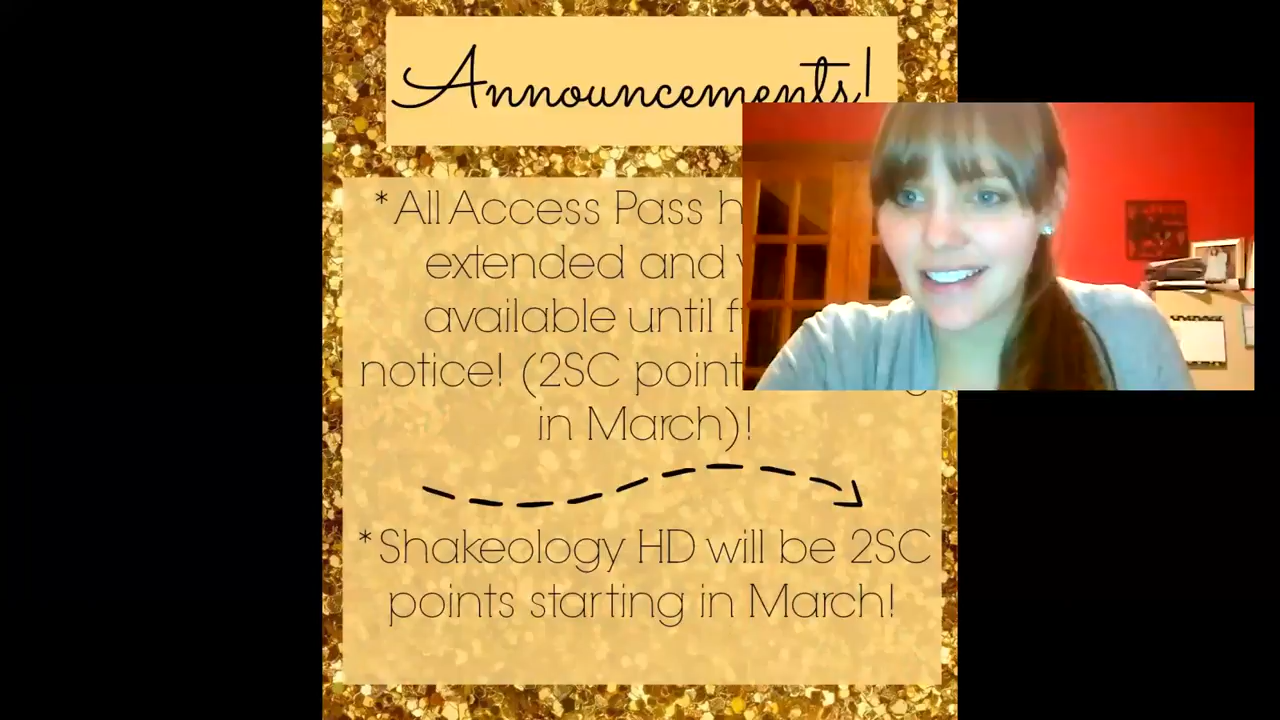 Announcements!
*All Access Pass
extended and
available until
notice! (2SC
in March)!
*Shakeology HD will be 2SC
points starting in March!